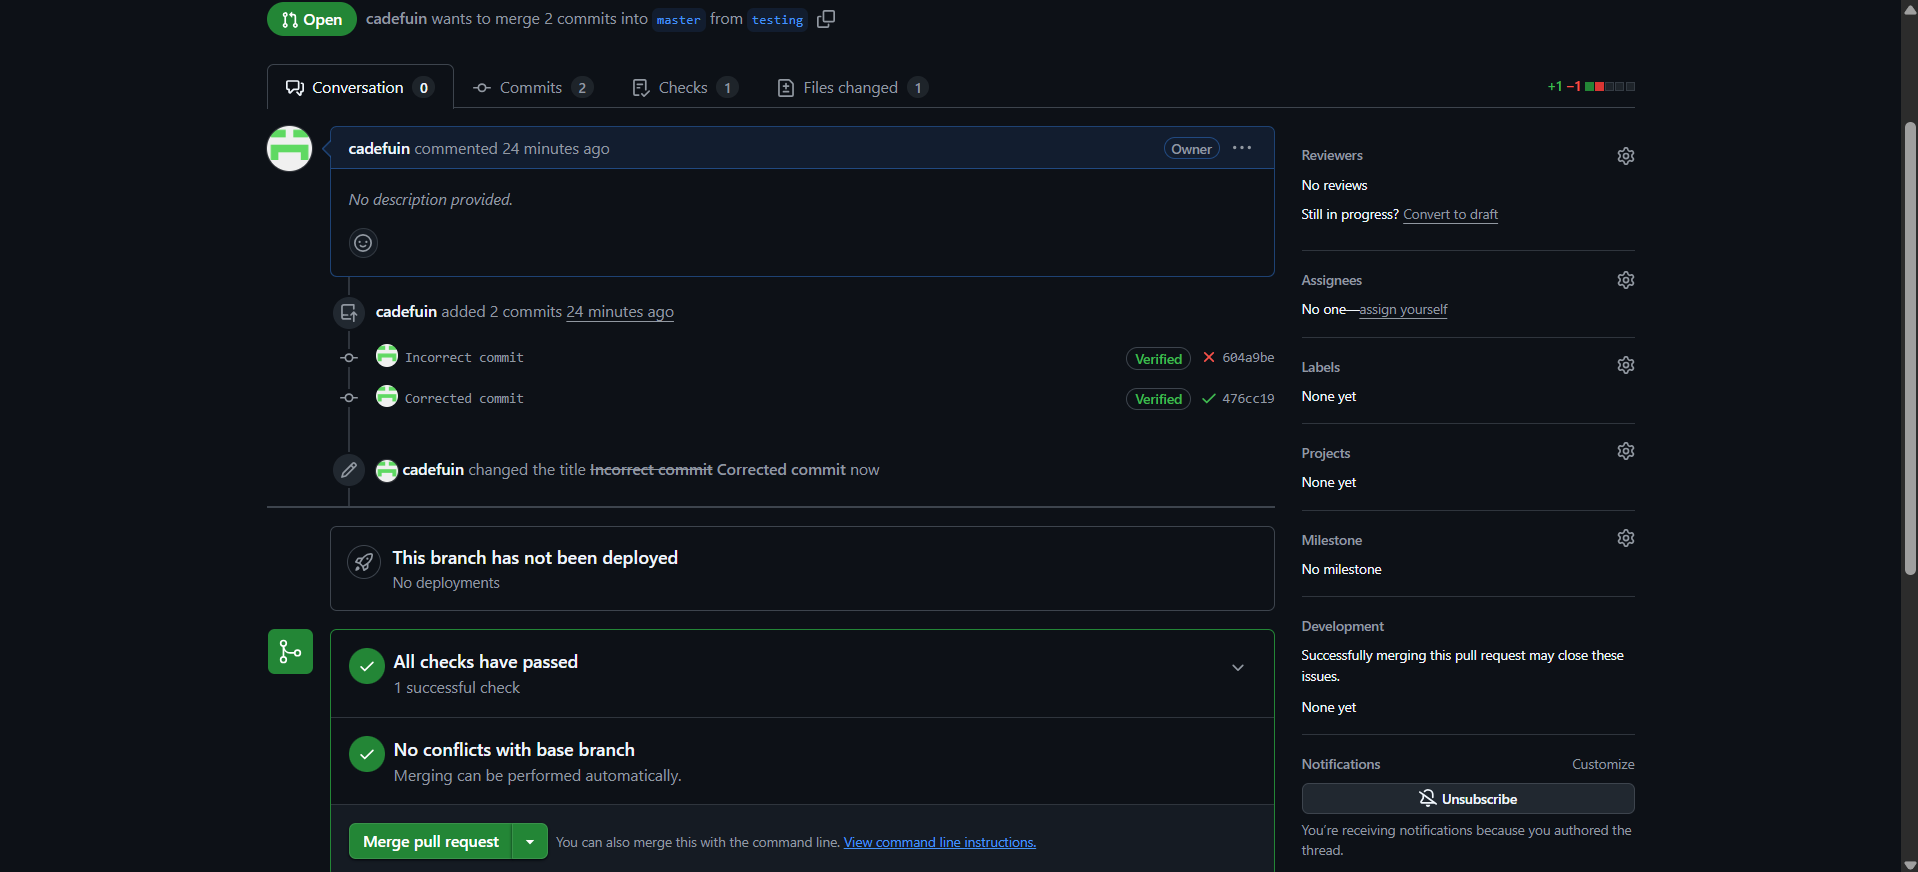 Open cadefuin wants to merge 2 commits into master from testing
Conversation 0 Commits 2 Checks 1 Files changed 1 +1 −1
cadefuin commented 24 minutes ago Owner
No description provided.
cadefuin added 2 commits 24 minutes ago
Incorrect commit Verified 604a9be
Corrected commit Verified 476cc19
cadefuin changed the title Incorrect commit Corrected commit now
This branch has not been deployed
No deployments
All checks have passed
1 successful check
No conflicts with base branch
Merging can be performed automatically.
Merge pull request You can also merge this with the command line. View command line instructions.
Reviewers
No reviews
Still in progress? Convert to draft
Assignees
No one—assign yourself
Labels
None yet
Projects
None yet
Milestone
No milestone
Development
Successfully merging this pull request may close these
issues.
None yet
Notifications Customize
Unsubscribe
You’re receiving notifications because you authored the
thread.